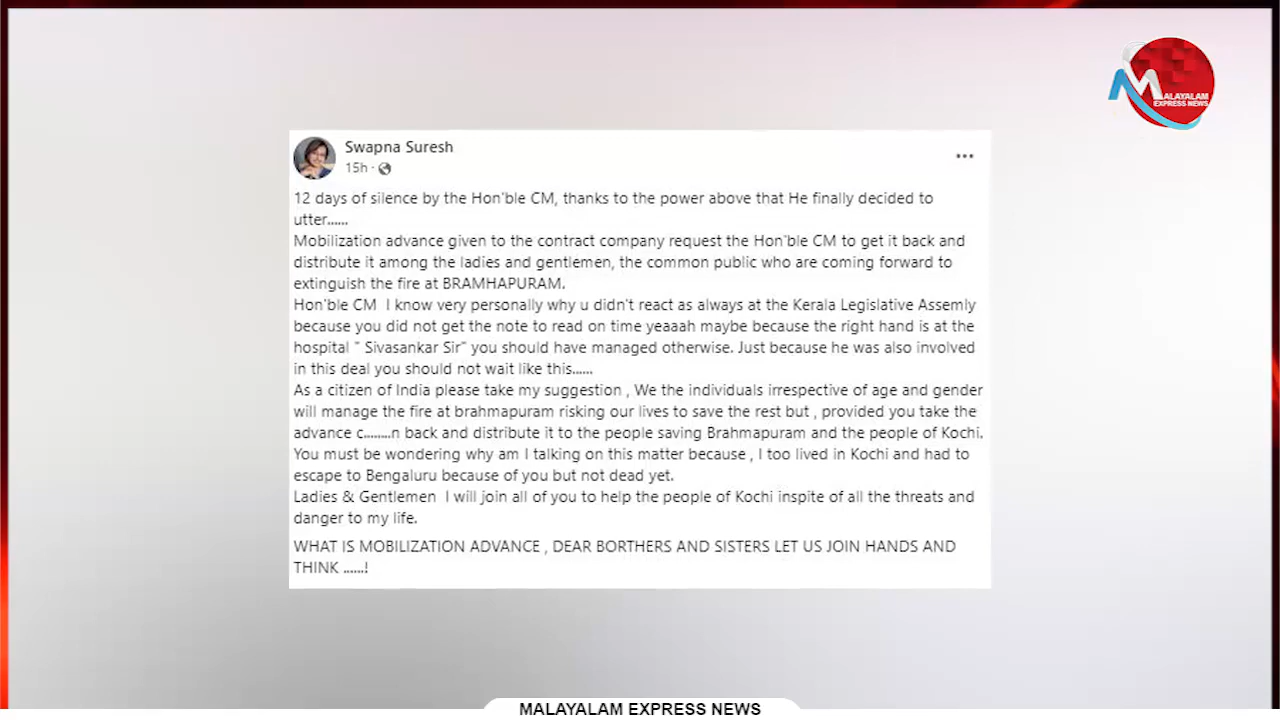 MALAYALAM
EXPRESS NEWS
Swapna Suresh
15h ·
12 days of silence by the Hon'ble CM, thanks to the power above that He finally decided to
utter......
Mobilization advance given to the contract company request the Hon'ble CM to get it back and
distribute it among the ladies and gentlemen, the common public who are coming forward to
extinguish the fire at BRAMHAPURAM.
Hon'ble CM I know very personally why u didn't react as always at the Kerala Legislative Assemly
because you did not get the note to read on time yeaaah maybe because the right hand is at the
hospital " Sivasankar Sir" you should have managed otherwise. Just because he was also involved
in this deal you should not wait like this......
As a citizen of India please take my suggestion , We the individuals irrespective of age and gender
will manage the fire at brahmapuram risking our lives to save the rest but , provided you take the
advance c.........n back and distribute it to the people saving Brahmapuram and the people of Kochi.
You must be wondering why am I talking on this matter because , I too lived in Kochi and had to
escape to Bengaluru because of you but not dead yet.
Ladies & Gentlemen I will join all of you to help the people of Kochi inspite of all the threats and
danger to my life.
WHAT IS MOBILIZATION ADVANCE , DEAR BORTHERS AND SISTERS LET US JOIN HANDS AND
THINK ......!
MALAYALAM EXPRESS NEWS